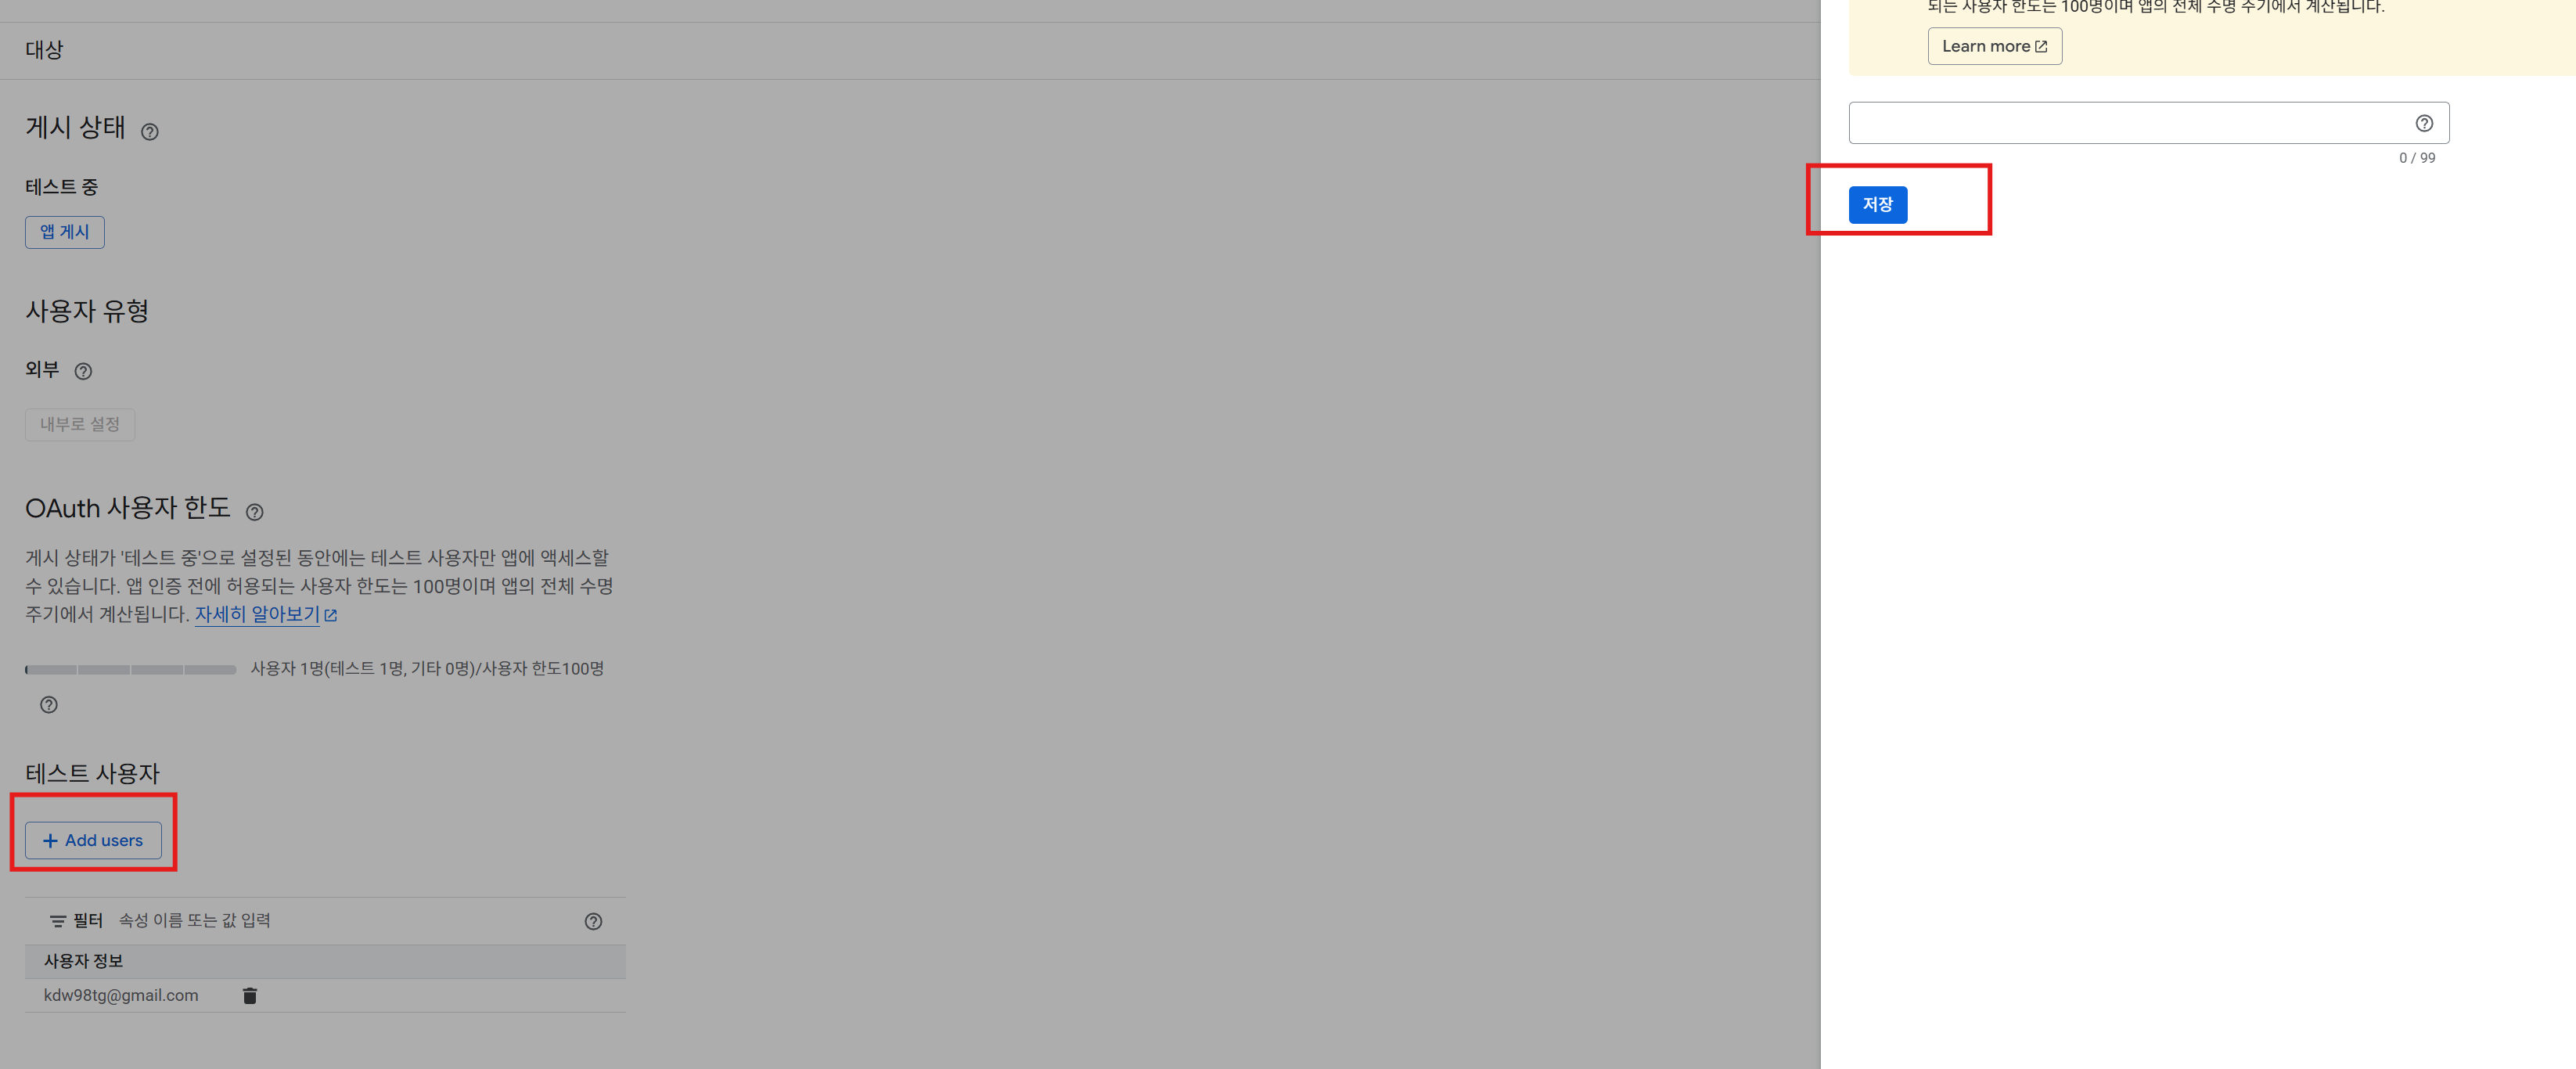 대상
게시 상태
테스트 중
앱 게시
사용자 유형
외부
내부로 설정
OAuth 사용자 한도
게시 상태가 '테스트 중'으로 설정된 동안에는 테스트 사용자만 앱에 액세스할
수 있습니다. 앱 인증 전에 허용되는 사용자 한도는 100명이며 앱의 전체 수명
주기에서 계산됩니다. 자세히 알아보기
사용자 1명(테스트 1명, 기타 0명)/사용자 한도100명
테스트 사용자
+ Add users
필터 속성 이름 또는 값 입력
사용자 정보
kdw98tg@gmail.com
되는 사용자 한도는 100명이며 앱의 전체 수명 주기에서 계산됩니다.
Learn more
0 / 99
저장